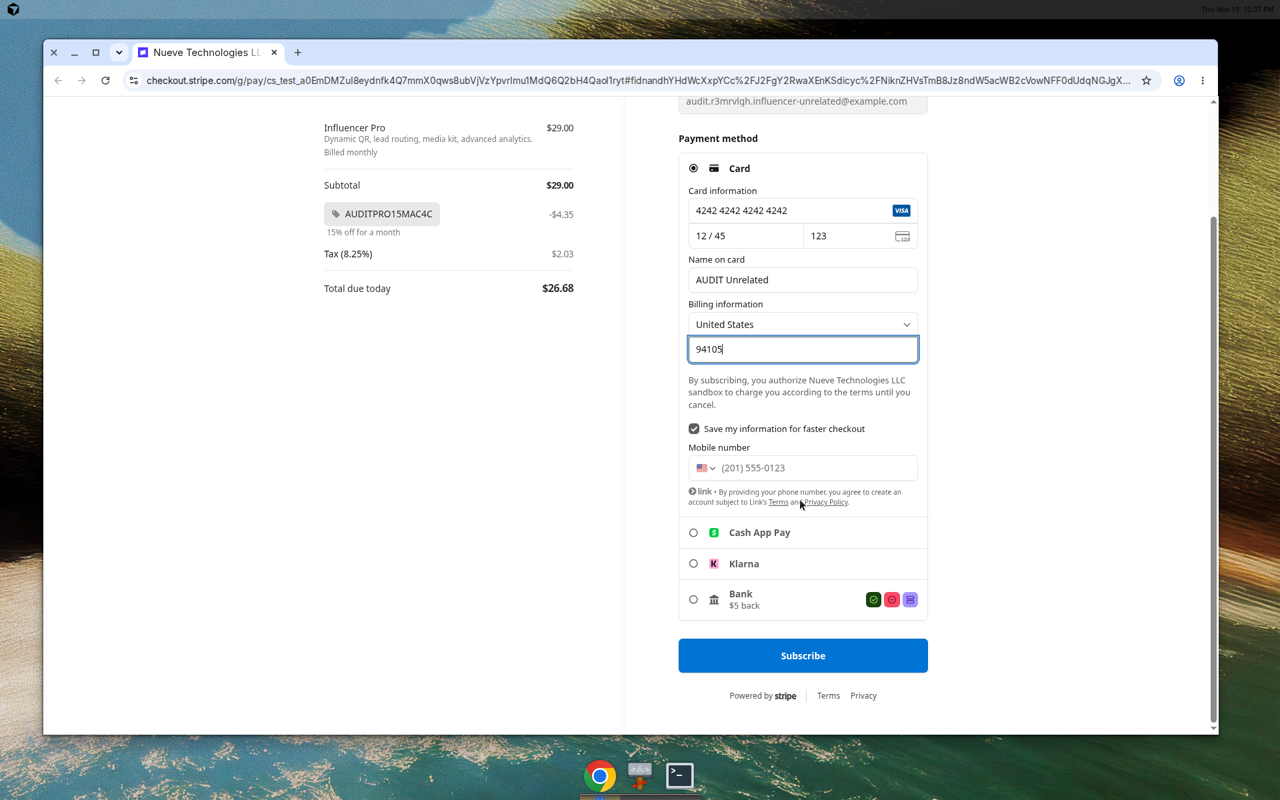 Thu Nov 19 10:37 PM
Nueve Technologies LL
checkout.stripe.com/g/pay/
audit.r3mrvlqh.influencer-unrelated@example.com
Influencer Pro $29.00
Dynamic QR, lead routing, media kit, advanced analytics.
Billed monthly
Subtotal $29.00
AUDITPRO15MAC4C -$4.35
15% off for a month
Tax (8.25%) $2.03
Total due today $26.68
Payment method
Card
Card information
4242 4242 4242 4242 VISA
12 / 45 123
Name on card
AUDIT Unrelated
Billing information
United States
94105
By subscribing, you authorize Nueve Technologies LLC
sandbox to charge you according to the terms until you
cancel.
Save my information for faster checkout
Mobile number
(201) 555-0123
link • By providing your phone number, you agree to create an
account subject to Link's Terms and Privacy Policy.
Cash App Pay
Klarna
Bank
$5 back
Subscribe
Powered by stripe Terms Privacy